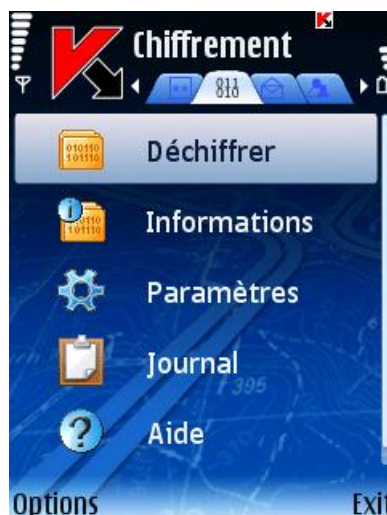 Chiffrement
Déchiffrer
Informations
Paramètres
Journal
Aide
Options
Exit